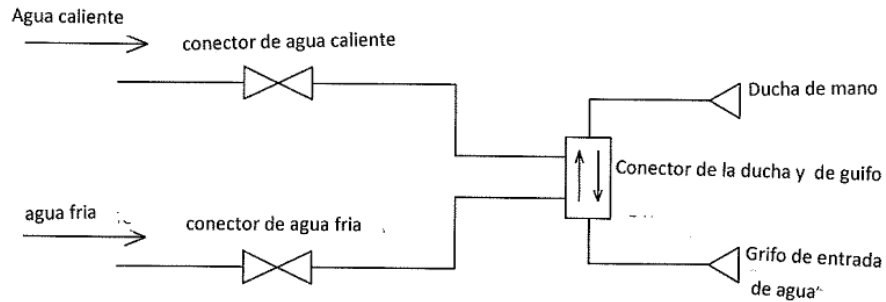 Agua caliente
conector de agua caliente
Ducha de mano
Conector de la ducha y de guifo
agua fria
conector de agua fria
Grifo de entrada
de agua